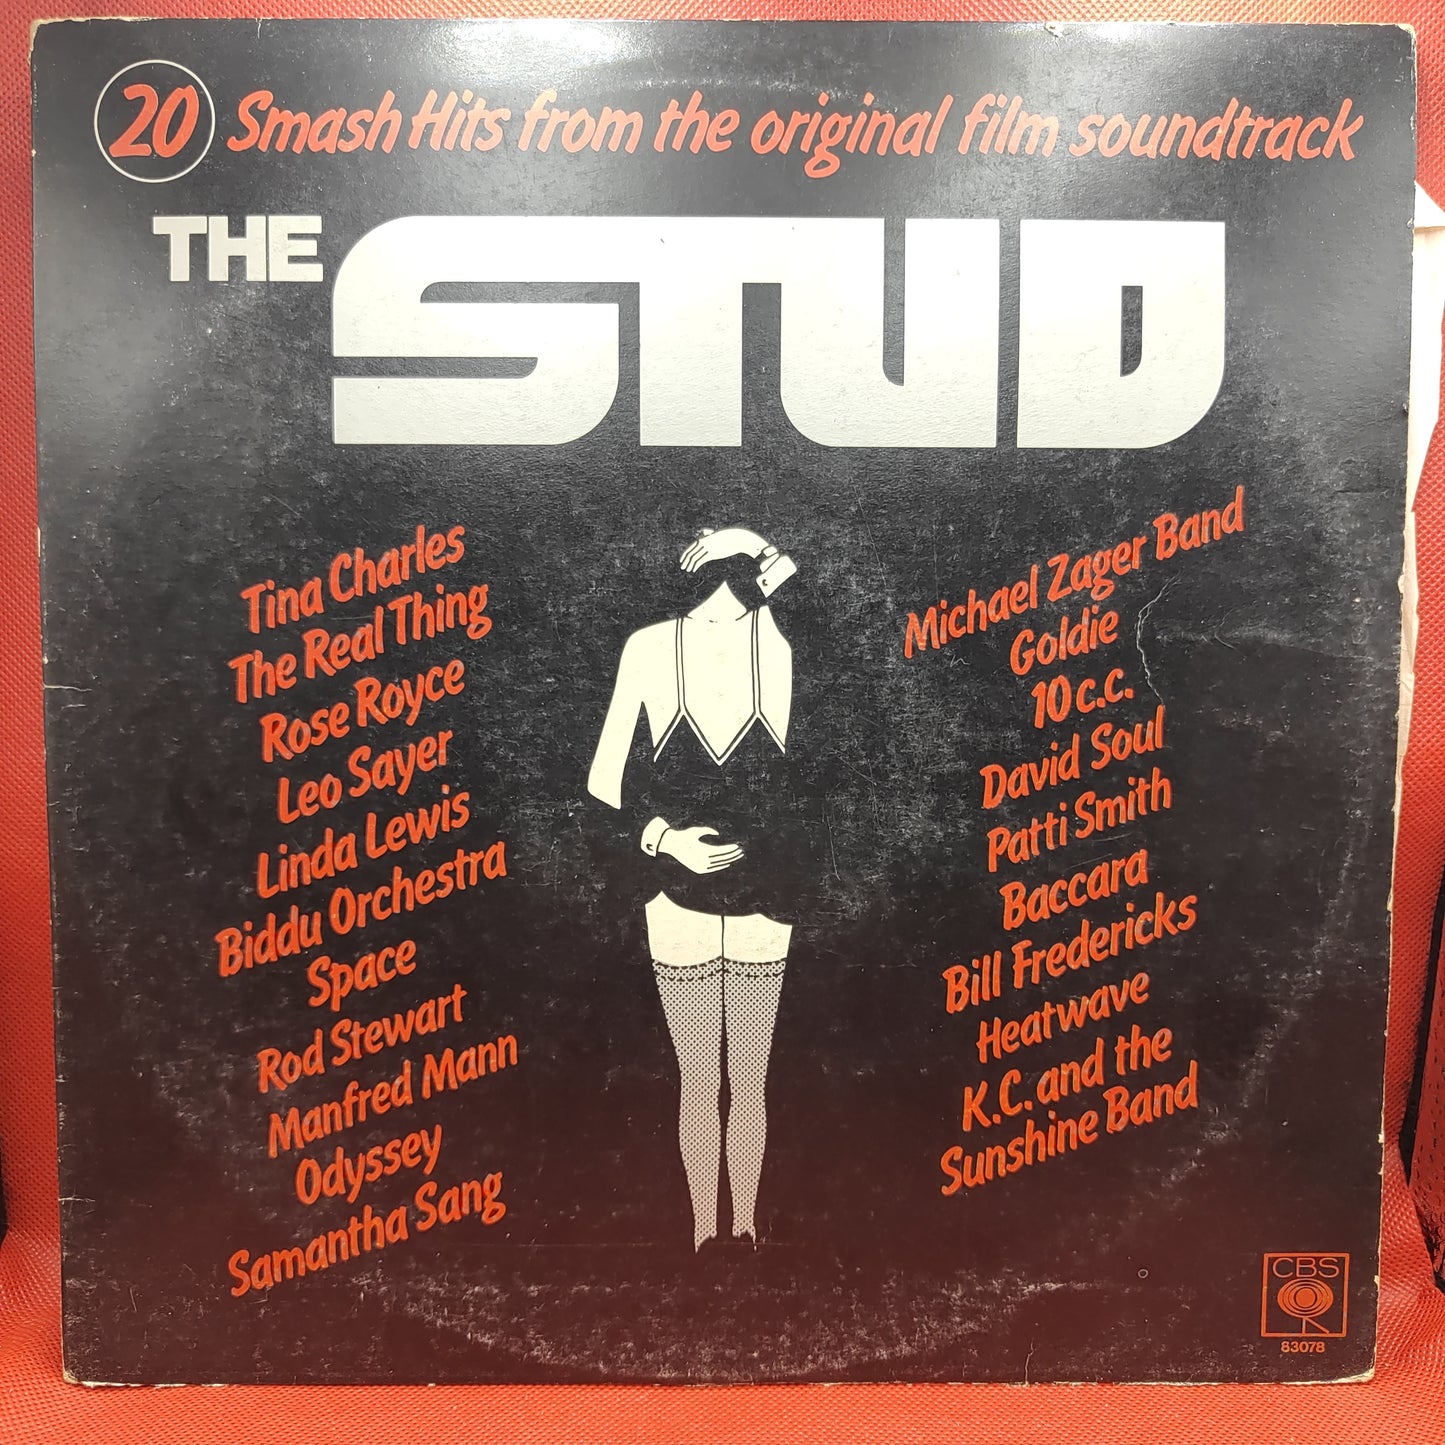 20 Smash Hits from the original film soundtrack
THE STUD
Tina Charles
The Real Thing
Rose Royce
Leo Sayer
Linda Lewis
Biddu Orchestra
Space
Rod Stewart
Manfred Mann
Odyssey
Samantha Sang
Michael Zager Band
Goldie
10 c.c.
David Soul
Patti Smith
Baccara
Bill Fredericks
Heatwave
K.C. and the
Sunshine Band
CBS
83078